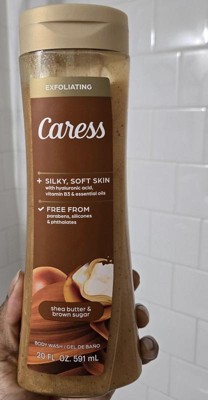 EXFOLIATING
Caress
+ SILKY, SOFT SKIN
with hyaluronic acid,
vitamin B3 & essential oils
✓ FREE FROM
parabens, silicones
& phthalates
shea butter &
brown sugar
BODY WASH / GEL DE BAÑO
20 FL. OZ. 591 mL